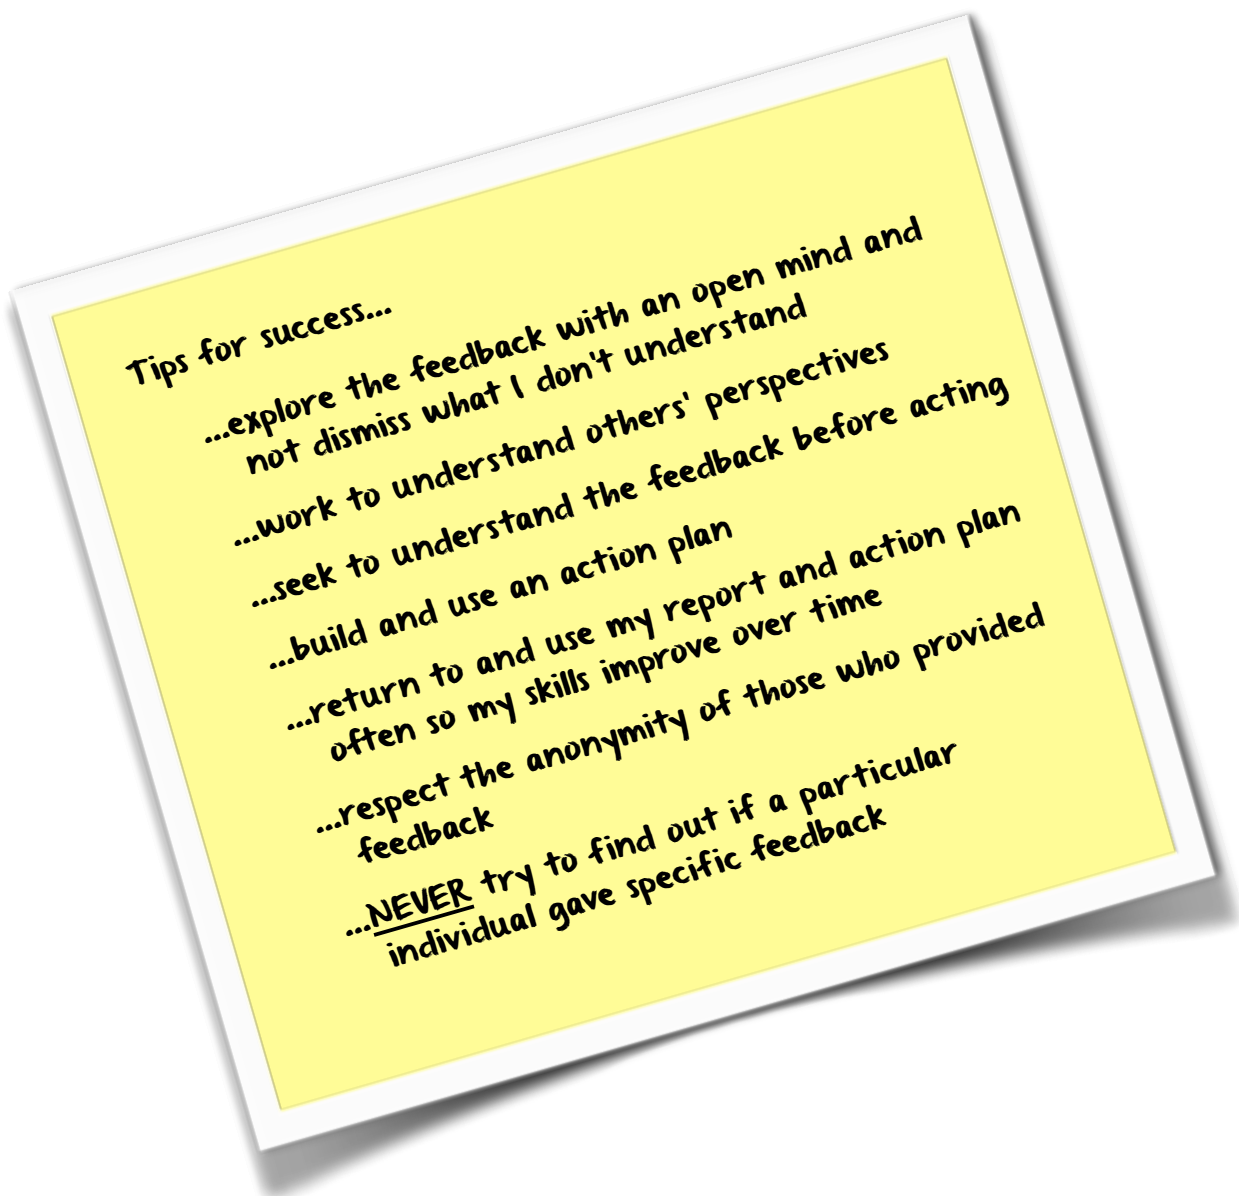 Tips for success...
...explore the feedback with an open mind and
not dismiss what I don't understand
...work to understand others' perspectives
...seek to understand the feedback before acting
...build and use an action plan
...return to and use my report and action plan
often so my skills improve over time
...respect the anonymity of those who provided
feedback
...NEVER try to find out if a particular
individual gave specific feedback